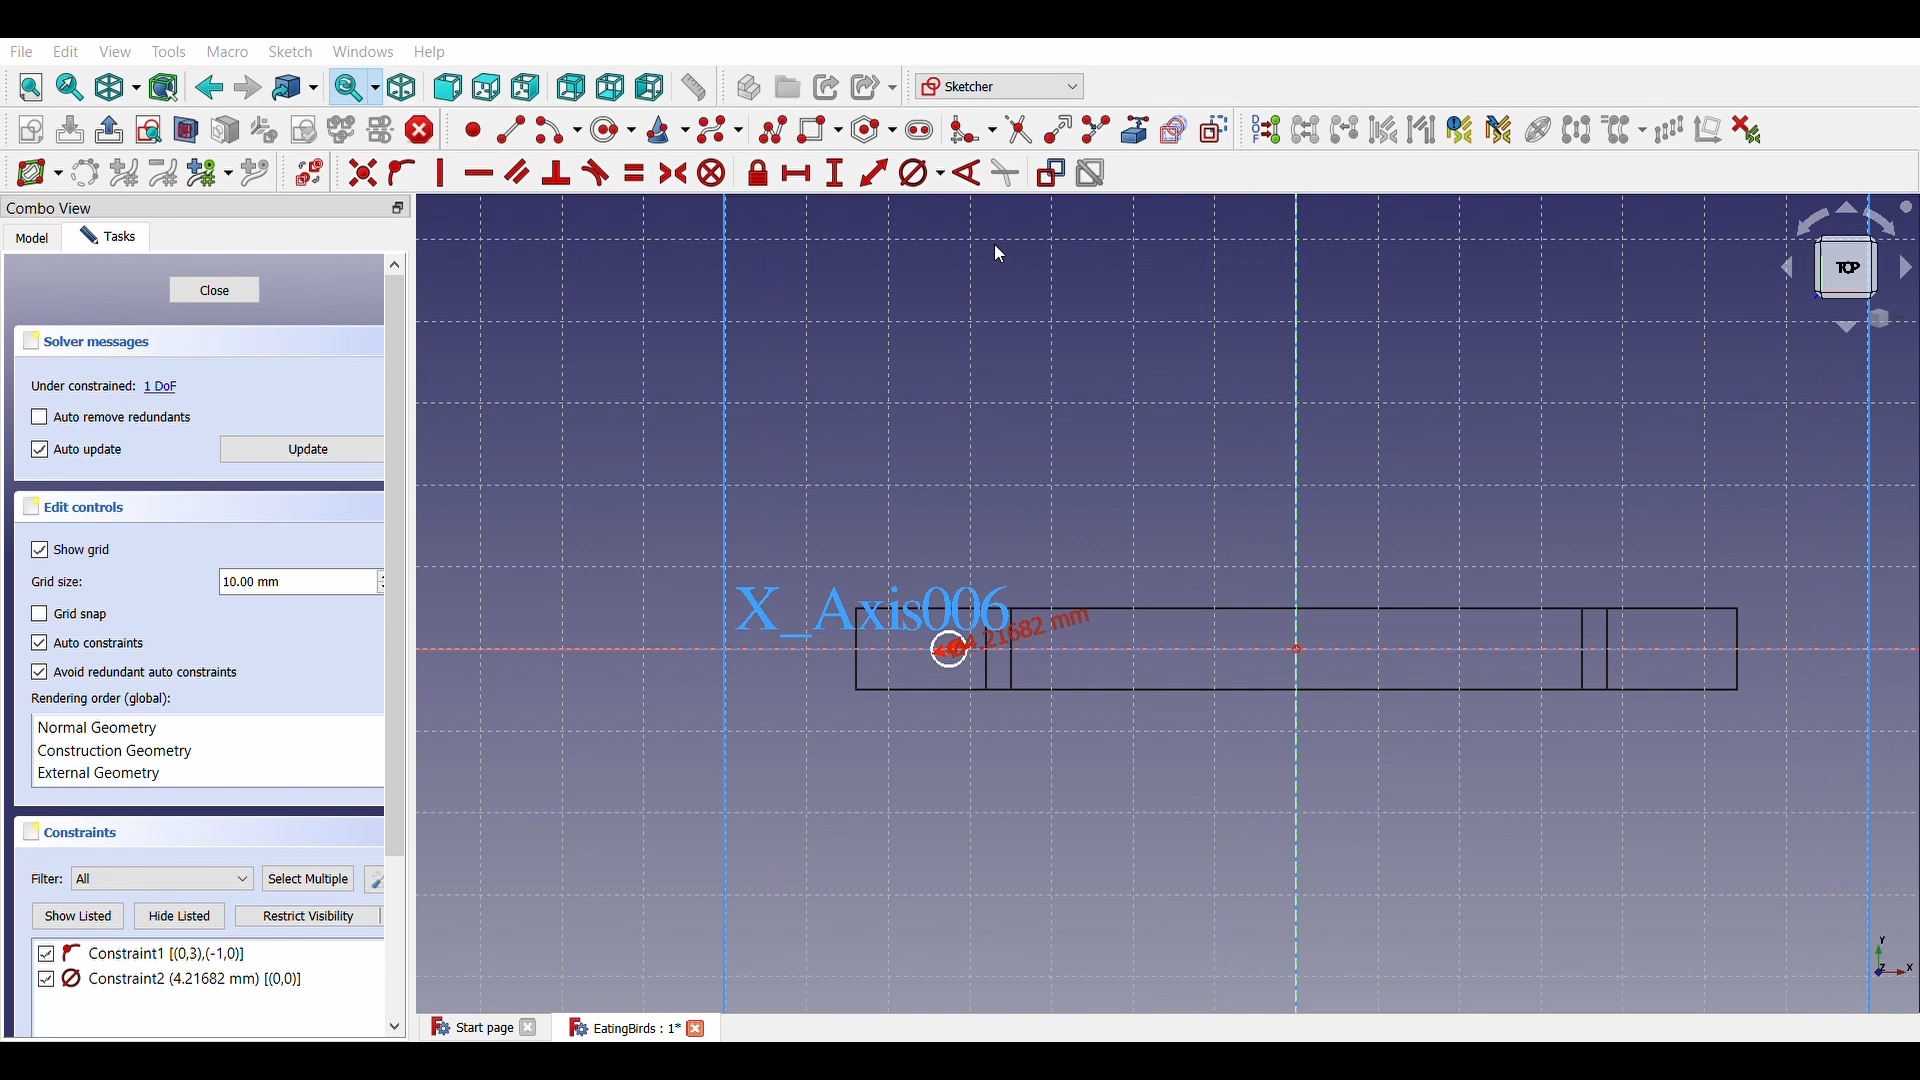 File Edit View Tools Macro Sketch Windows Help
Sketcher
Combo View
Model Tasks
Close
Solver messages
Under constrained: 1 DoF
Auto remove redundants
Auto update Update
Edit controls
Show grid
Grid size: 10.00 mm
Grid snap
Auto constraints
Avoid redundant auto constraints
Rendering order (global):
Normal Geometry
Construction Geometry
External Geometry
Constraints
Filter: All Select Multiple
Show Listed Hide Listed Restrict Visibility
Constraint1 [(0,3),(-1,0)]
Constraint2 (4.21682 mm) [(0,0)]
TOP
X_Axis006
4.21682 mm
Y
Z X
Start page EatingBirds : 1*